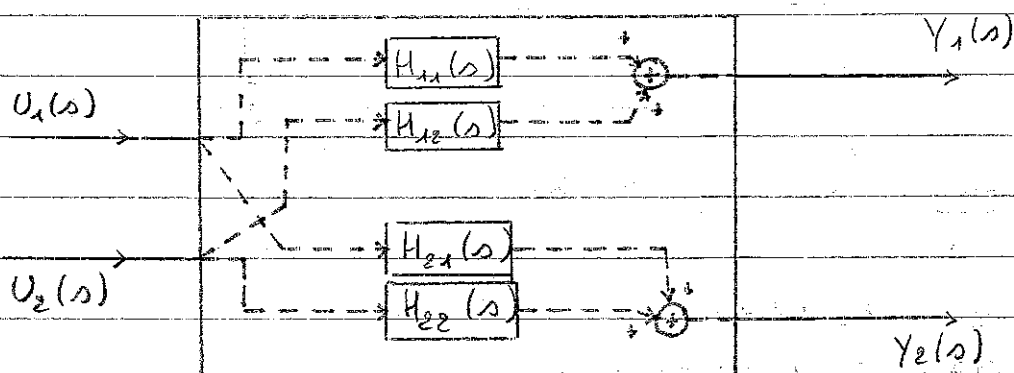 Y₁(s)
H₁₁(s)
+
+
U₁(s)
H₁₂(s)
+
H₂₁(s)
U₂(s)
+
H₂₂(s)
+
+
Y₂(s)